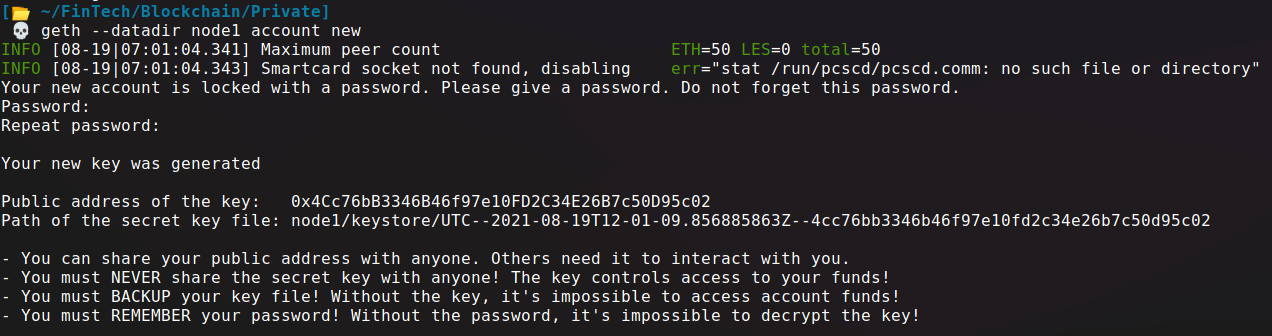 [📂 ~/FinTech/Blockchain/Private]
💀 geth --datadir node1 account new
INFO [08-19|07:01:04.341] Maximum peer count                       ETH=50 LES=0 total=50
INFO [08-19|07:01:04.343] Smartcard socket not found, disabling    err="stat /run/pcscd/pcscd.comm: no such file or directory"
Your new account is locked with a password. Please give a password. Do not forget this password.
Password:
Repeat password:
Your new key was generated
Public address of the key:   0x4Cc76bB3346B46f97e10FD2C34E26B7c50D95c02
Path of the secret key file: node1/keystore/UTC--2021-08-19T12-01-09.856885863Z--4cc76bb3346b46f97e10fd2c34e26b7c50d95c02
- You can share your public address with anyone. Others need it to interact with you.
- You must NEVER share the secret key with anyone! The key controls access to your funds!
- You must BACKUP your key file! Without the key, it's impossible to access account funds!
- You must REMEMBER your password! Without the password, it's impossible to decrypt the key!